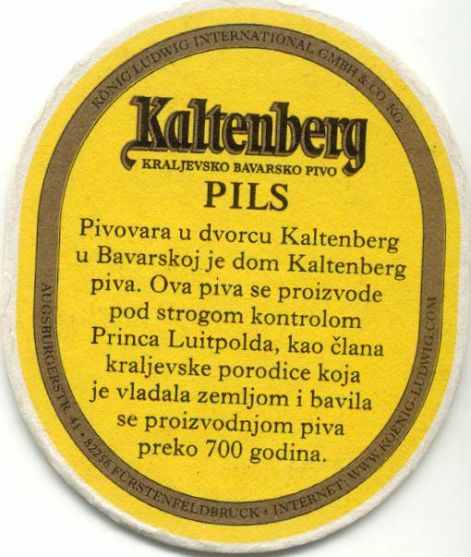 KÖNIG LUDWIG INTERNATIONAL GMBH & CO. KG
Kaltenberg
KRALJEVSKO BAVARSKO PIVO
PILS
Pivovara u dvorcu Kaltenberg
u Bavarskoj je dom Kaltenberg
piva. Ova piva se proizvode
pod strogom kontrolom
Princa Luitpolda, kao člana
kraljevske porodice koja
je vladala zemljom i bavila
se proizvodnjom piva
preko 700 godina.
AUGSBURGERSTR. 41 • 82256 FÜRSTENFELDBRUCK • INTERNET: WWW.KOENIG-LUDWIG.COM